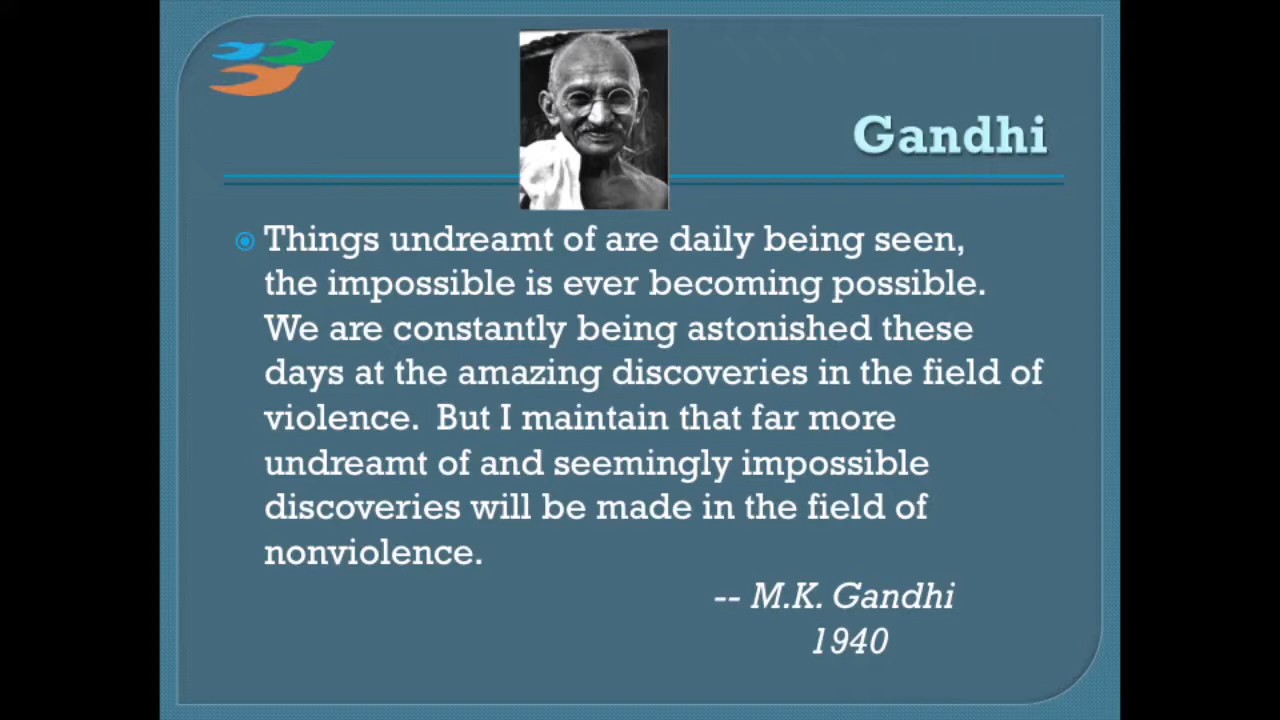 Gandhi
Things undreamt of are daily being seen,
the impossible is ever becoming possible.
We are constantly being astonished these
days at the amazing discoveries in the field of
violence.  But I maintain that far more
undreamt of and seemingly impossible
discoveries will be made in the field of
nonviolence.
-- M.K. Gandhi
1940